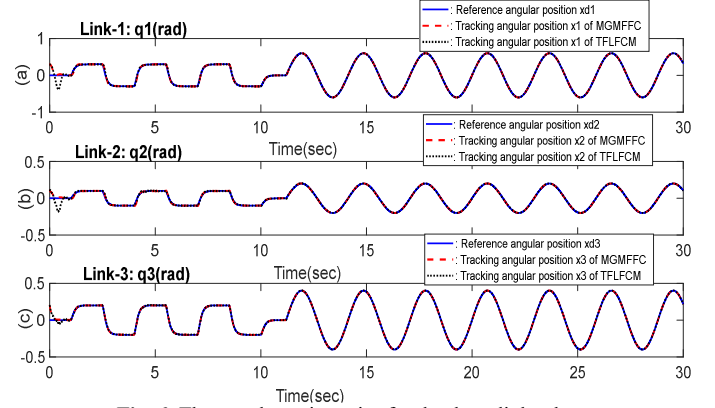 Link-1: q1(rad)
: Reference angular position xd1
: Tracking angular position x1 of MGMFFC
: Tracking angular position x1 of TFLFCM
(a)
1
0
-1
0 5 10 15 20 25 30
Time(sec)
Link-2: q2(rad)
: Reference angular position xd2
: Tracking angular position x2 of MGMFFC
: Tracking angular position x2 of TFLFCM
(b)
0.5
0
-0.5
0 5 10 15 20 25 30
Time(sec)
Link-3: q3(rad)
: Reference angular position xd3
: Tracking angular position x3 of MGMFFC
: Tracking angular position x3 of TFLFCM
(c)
0.5
0
-0.5
0 5 10 15 20 25 30
Time(sec)